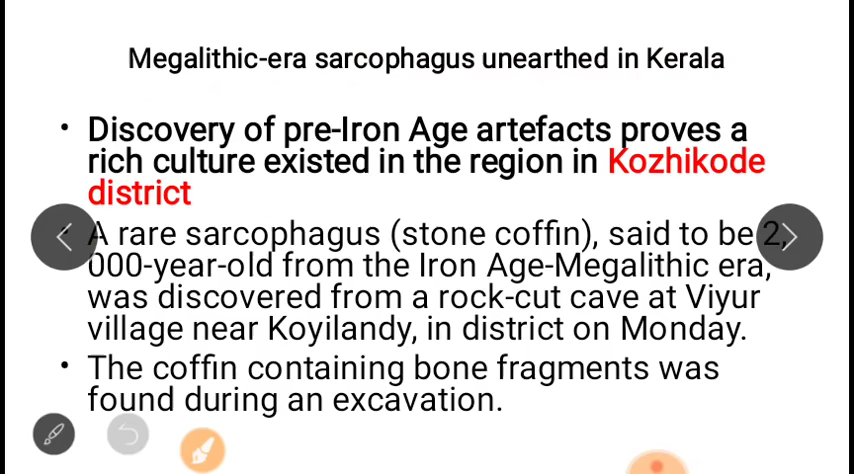 Megalithic-era sarcophagus unearthed in Kerala
• Discovery of pre-Iron Age artefacts proves a
rich culture existed in the region in Kozhikode
district
• A rare sarcophagus (stone coffin), said to be 2,
000-year-old from the Iron Age-Megalithic era,
was discovered from a rock-cut cave at Viyur
village near Koyilandy, in district on Monday.
• The coffin containing bone fragments was
found during an excavation.